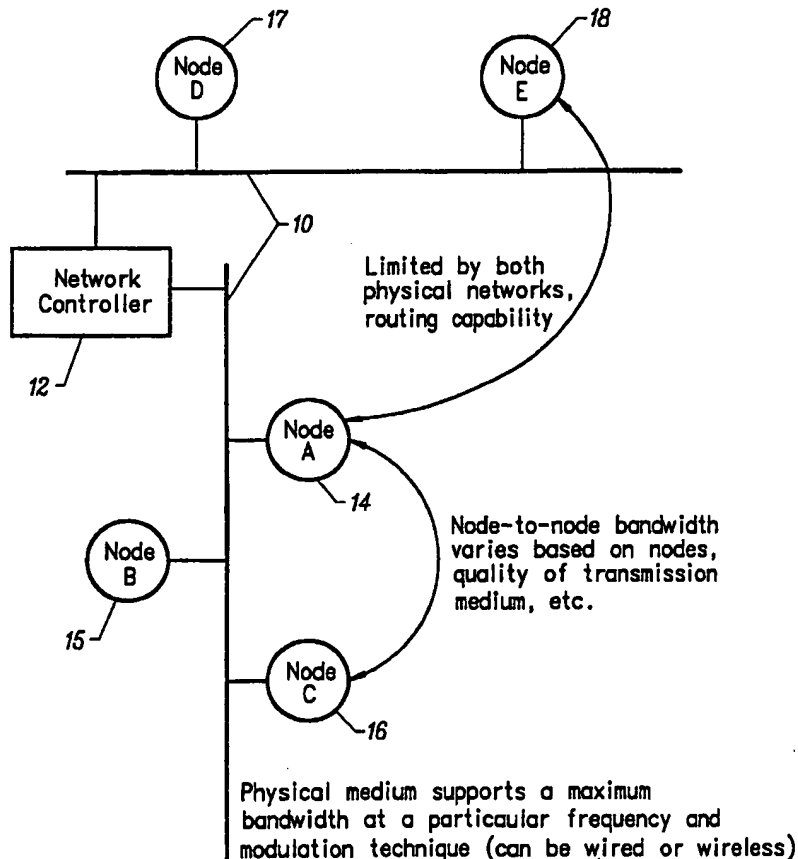 17
18
Node
D
Node
E
10
Network
Controller
12
Limited by both
physical networks,
routing capability
Node
A
14
Node
B
15
Node-to-node bandwidth
varies based on nodes,
quality of transmission
medium, etc.
Node
C
16
Physical medium supports a maximum
bandwidth at a particaular frequency and
modulation technique (can be wired or wireless)